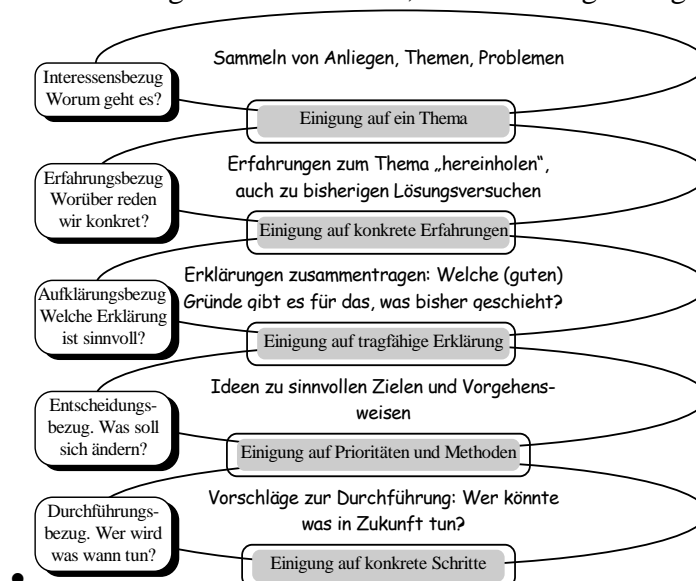 Sammeln von Anliegen, Themen, Problemen
Interessensbezug
Worum geht es?
Einigung auf ein Thema
Erfahrungsbezug
Worüber reden
wir konkret?
Erfahrungen zum Thema „hereinholen“,
auch zu bisherigen Lösungsversuchen
Einigung auf konkrete Erfahrungen
Aufklärungsbezug
Welche Erklärung
ist sinnvoll?
Erklärungen zusammentragen: Welche (guten)
Gründe gibt es für das, was bisher geschieht?
Einigung auf tragfähige Erklärung
Entscheidungs-
bezug. Was soll
sich ändern?
Ideen zu sinnvollen Zielen und Vorgehens-
weisen
Einigung auf Prioritäten und Methoden
Durchführungs-
bezug. Wer wird
was wann tun?
Vorschläge zur Durchführung: Wer könnte
was in Zukunft tun?
Einigung auf konkrete Schritte